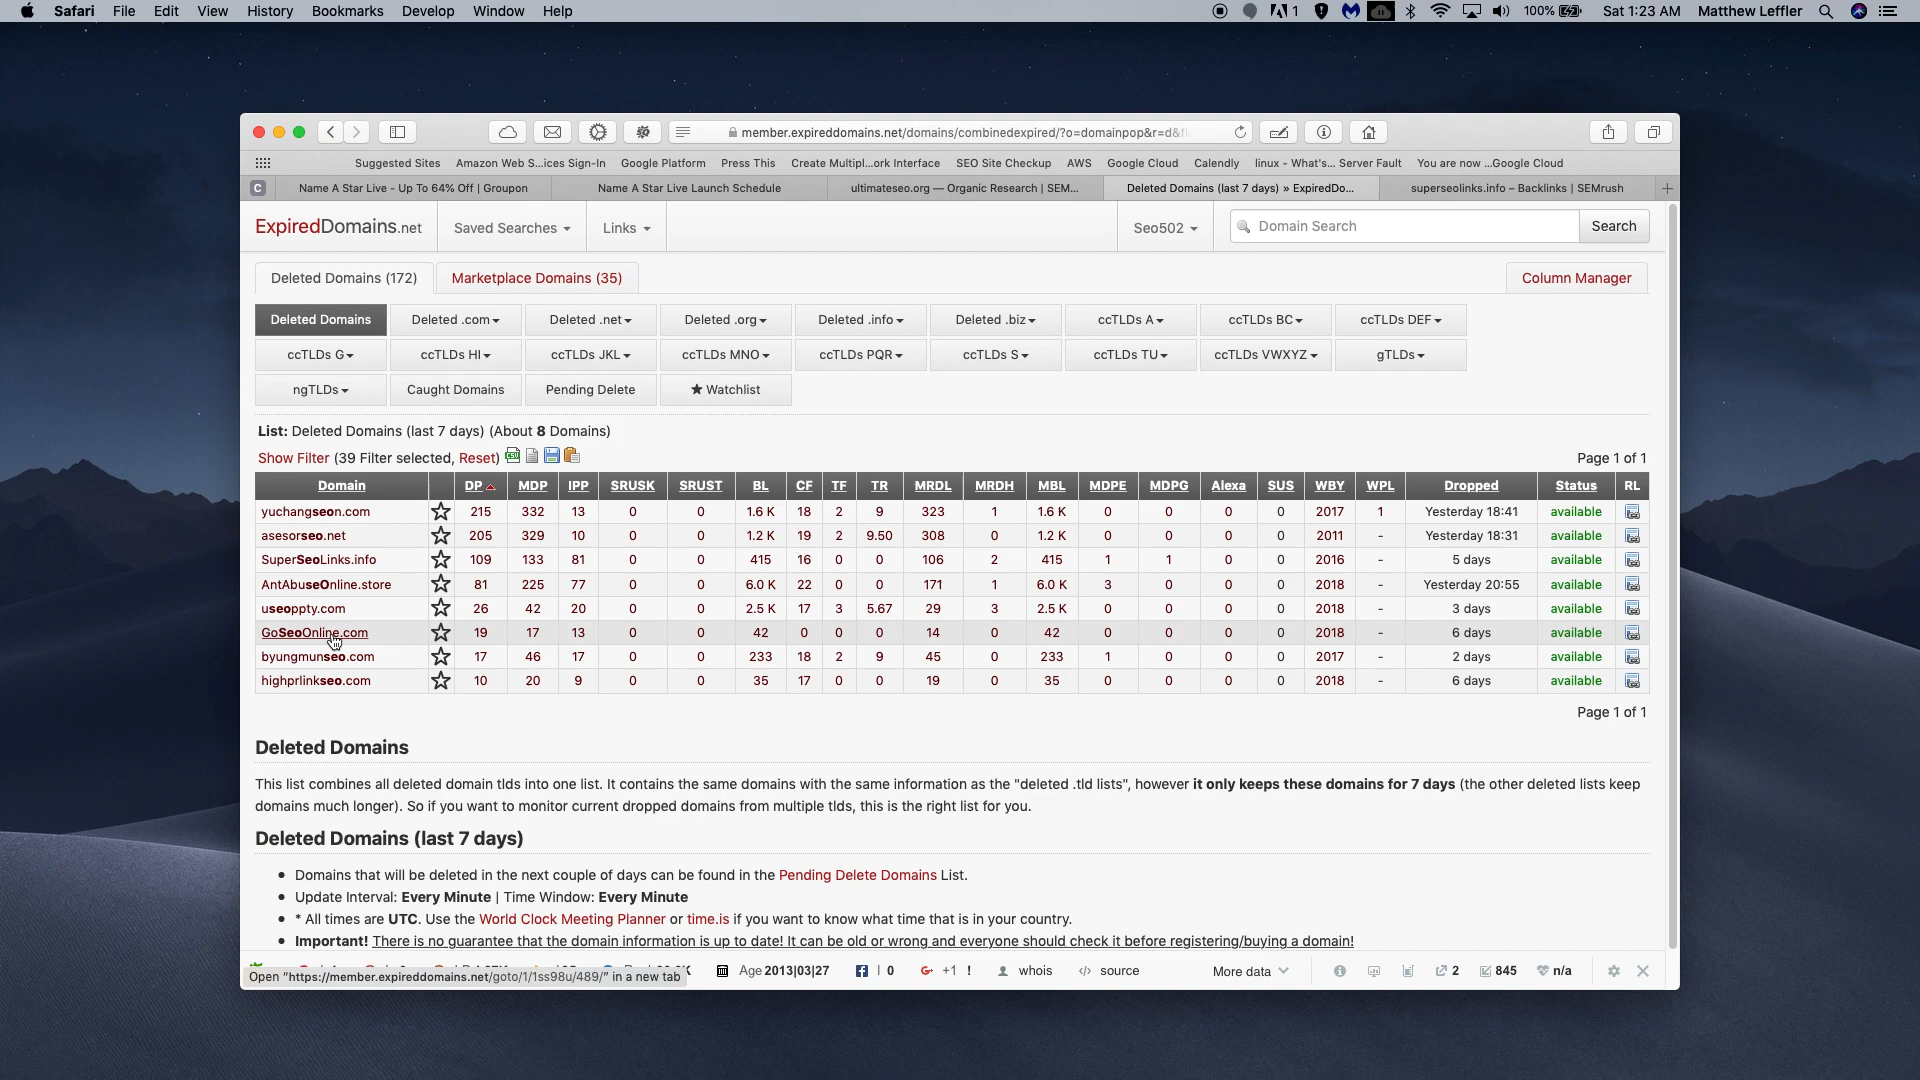 Safari File Edit View History Bookmarks Develop Window Help 1 100% Sat 1:23 AM Matthew Leffler
member.expireddomains.net/domains/combinedexpired/?o=domainpop&r=d&fl
Suggested Sites Amazon Web S...ices Sign-In Google Platform Press This Create Multipl...ork Interface SEO Site Checkup AWS Google Cloud Calendly linux - What's... Server Fault You are now ...Google Cloud
C Name A Star Live - Up To 64% Off | Groupon Name A Star Live Launch Schedule ultimateseo.org — Organic Research | SEM... Deleted Domains (last 7 days) » ExpiredDo... superseolinks.info – Backlinks | SEMrush
ExpiredDomains.net Saved Searches Links Seo502 Domain Search Search
Deleted Domains (172) Marketplace Domains (35) Column Manager
Deleted Domains Deleted .com Deleted .net Deleted .org Deleted .info Deleted .biz ccTLDs A ccTLDs BC ccTLDs DEF
ccTLDs G ccTLDs HI ccTLDs JKL ccTLDs MNO ccTLDs PQR ccTLDs S ccTLDs TU ccTLDs VWXYZ gTLDs
ngTLDs Caught Domains Pending Delete Watchlist
List: Deleted Domains (last 7 days) (About 8 Domains)
Show Filter (39 Filter selected, Reset) Page 1 of 1
Domain DP MDP IPP SRUSK SRUST BL CF TF TR MRDL MRDH MBL MDPE MDPG Alexa SUS WBY WPL Dropped Status RL
yuchangseon.com 215 332 13 0 0 1.6 K 18 2 9 323 1 1.6 K 0 0 0 0 2017 1 Yesterday 18:41 available
asesorseo.net 205 329 10 0 0 1.2 K 19 2 9.50 308 0 1.2 K 0 0 0 0 2011 - Yesterday 18:31 available
SuperSeoLinks.info 109 133 81 0 0 415 16 0 0 106 2 415 1 1 0 0 2016 - 5 days available
AntAbuseOnline.store 81 225 77 0 0 6.0 K 22 0 0 171 1 6.0 K 3 0 0 0 2018 - Yesterday 20:55 available
useoppty.com 26 42 20 0 0 2.5 K 17 3 5.67 29 3 2.5 K 0 0 0 0 2018 - 3 days available
GoSeoOnline.com 19 17 13 0 0 42 0 0 0 14 0 42 0 0 0 0 2018 - 6 days available
byungmunseo.com 17 46 17 0 0 233 18 2 9 45 0 233 1 0 0 0 2017 - 2 days available
highprlinkseo.com 10 20 9 0 0 35 17 0 0 19 0 35 0 0 0 0 2018 - 6 days available
Page 1 of 1
Deleted Domains
This list combines all deleted domain tlds into one list. It contains the same domains with the same information as the "deleted .tld lists", however it only keeps these domains for 7 days (the other deleted lists keep
domains much longer). So if you want to monitor current dropped domains from multiple tlds, this is the right list for you.
Deleted Domains (last 7 days)
• Domains that will be deleted in the next couple of days can be found in the Pending Delete Domains List.
• Update Interval: Every Minute | Time Window: Every Minute
• * All times are UTC. Use the World Clock Meeting Planner or time.is if you want to know what time that is in your country.
• Important! There is no guarantee that the domain information is up to date! It can be old or wrong and everyone should check it before registering/buying a domain!
Open "https://member.expireddomains.net/goto/1/1ss98u/489/" in a new tab Age 2013|03|27 I 0 +1 ! whois source More data 2 845 n/a